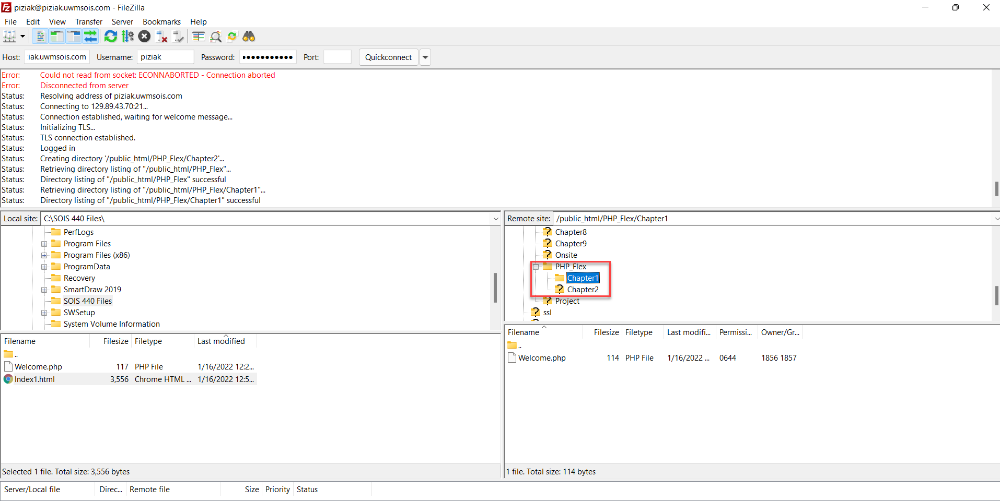 piziak@piziak.uwmsois.com - FileZilla
File Edit View Transfer Server Bookmarks Help
Host: iak.uwmsois.com Username: piziak Password: ●●●●●●●●●●● Port: Quickconnect
Error: Could not read from socket: ECONNABORTED - Connection aborted
Error: Disconnected from server
Status: Resolving address of piziak.uwmsois.com
Status: Connecting to 129.89.43.70:21...
Status: Connection established, waiting for welcome message...
Status: Initializing TLS...
Status: TLS connection established.
Status: Logged in
Status: Creating directory '/public_html/PHP_Flex/Chapter2'...
Status: Retrieving directory listing of "/public_html/PHP_Flex"...
Status: Directory listing of "/public_html/PHP_Flex" successful
Status: Retrieving directory listing of "/public_html/PHP_Flex/Chapter1"...
Status: Directory listing of "/public_html/PHP_Flex/Chapter1" successful
Local site: C:\SOIS 440 Files\
PerfLogs
Program Files
Program Files (x86)
ProgramData
Recovery
SmartDraw 2019
SOIS 440 Files
SWSetup
System Volume Information
Filename Filesize Filetype Last modified
..
Welcome.php 117 PHP File 1/16/2022 12:2...
Index1.html 3,556 Chrome HTML ... 1/16/2022 12:5...
Selected 1 file. Total size: 3,556 bytes
Remote site: /public_html/PHP_Flex/Chapter1
Chapter8
Chapter9
Onsite
PHP_Flex
Chapter1
Chapter2
Project
ssl
Filename Filesize Filetype Last modifi... Permissi... Owner/Gr...
..
Welcome.php 114 PHP File 1/16/2022 ... 0644 1856 1857
1 file. Total size: 114 bytes
Server/Local file Direc... Remote file Size Priority Status